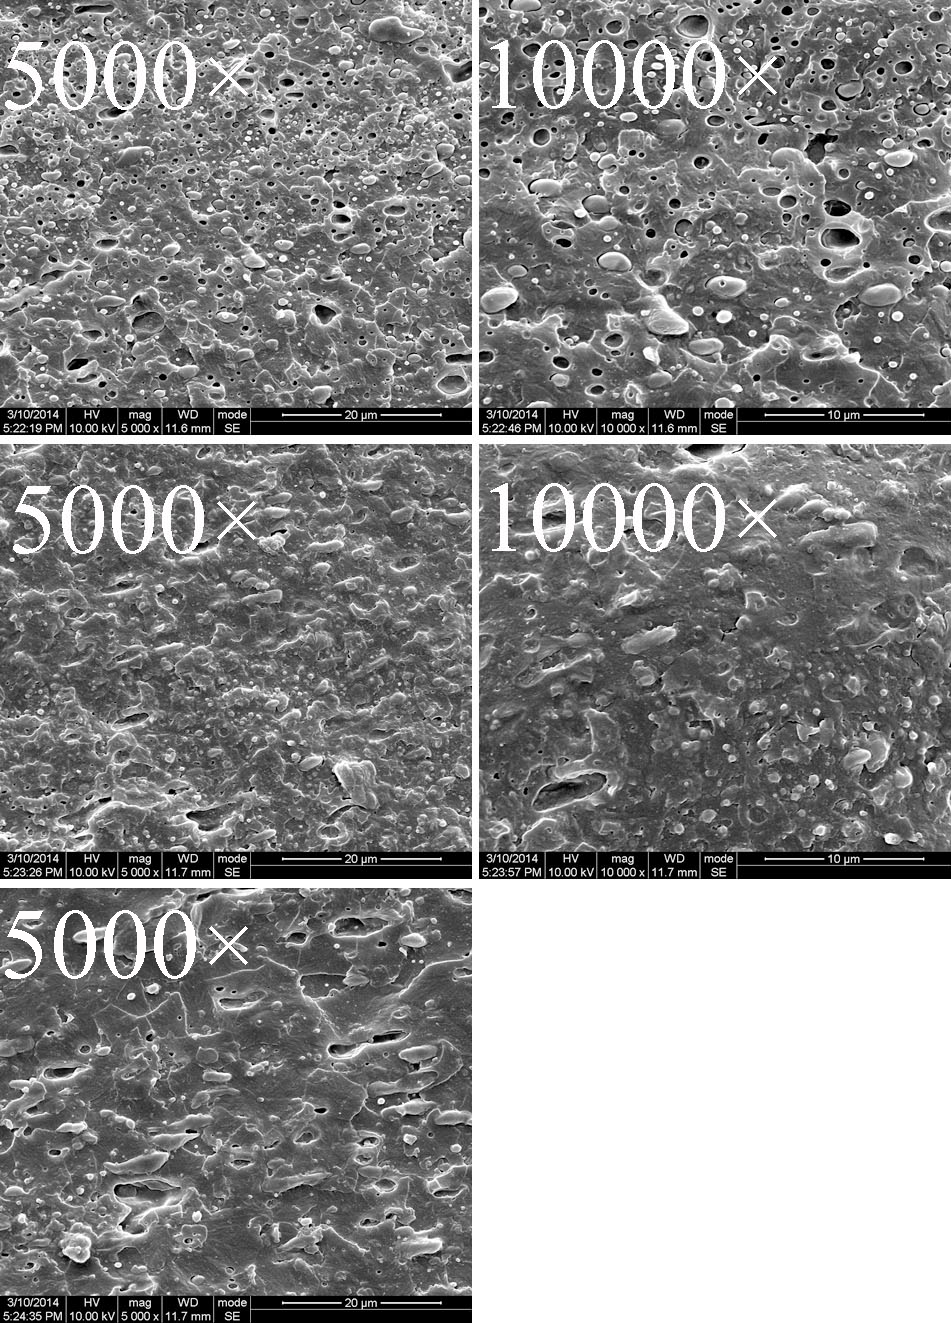 5000×
10000×
3/10/2014 HV mag WD mode 20 µm
5:22:19 PM 10.00 kV 5 000 x 11.6 mm SE
3/10/2014 HV mag WD mode 10 µm
5:22:46 PM 10.00 kV 10 000 x 11.6 mm SE
5000×
10000×
3/10/2014 HV mag WD mode 20 µm
5:23:26 PM 10.00 kV 5 000 x 11.7 mm SE
3/10/2014 HV mag WD mode 10 µm
5:23:57 PM 10.00 kV 10 000 x 11.7 mm SE
5000×
3/10/2014 HV mag WD mode 20 µm
5:24:35 PM 10.00 kV 5 000 x 11.7 mm SE